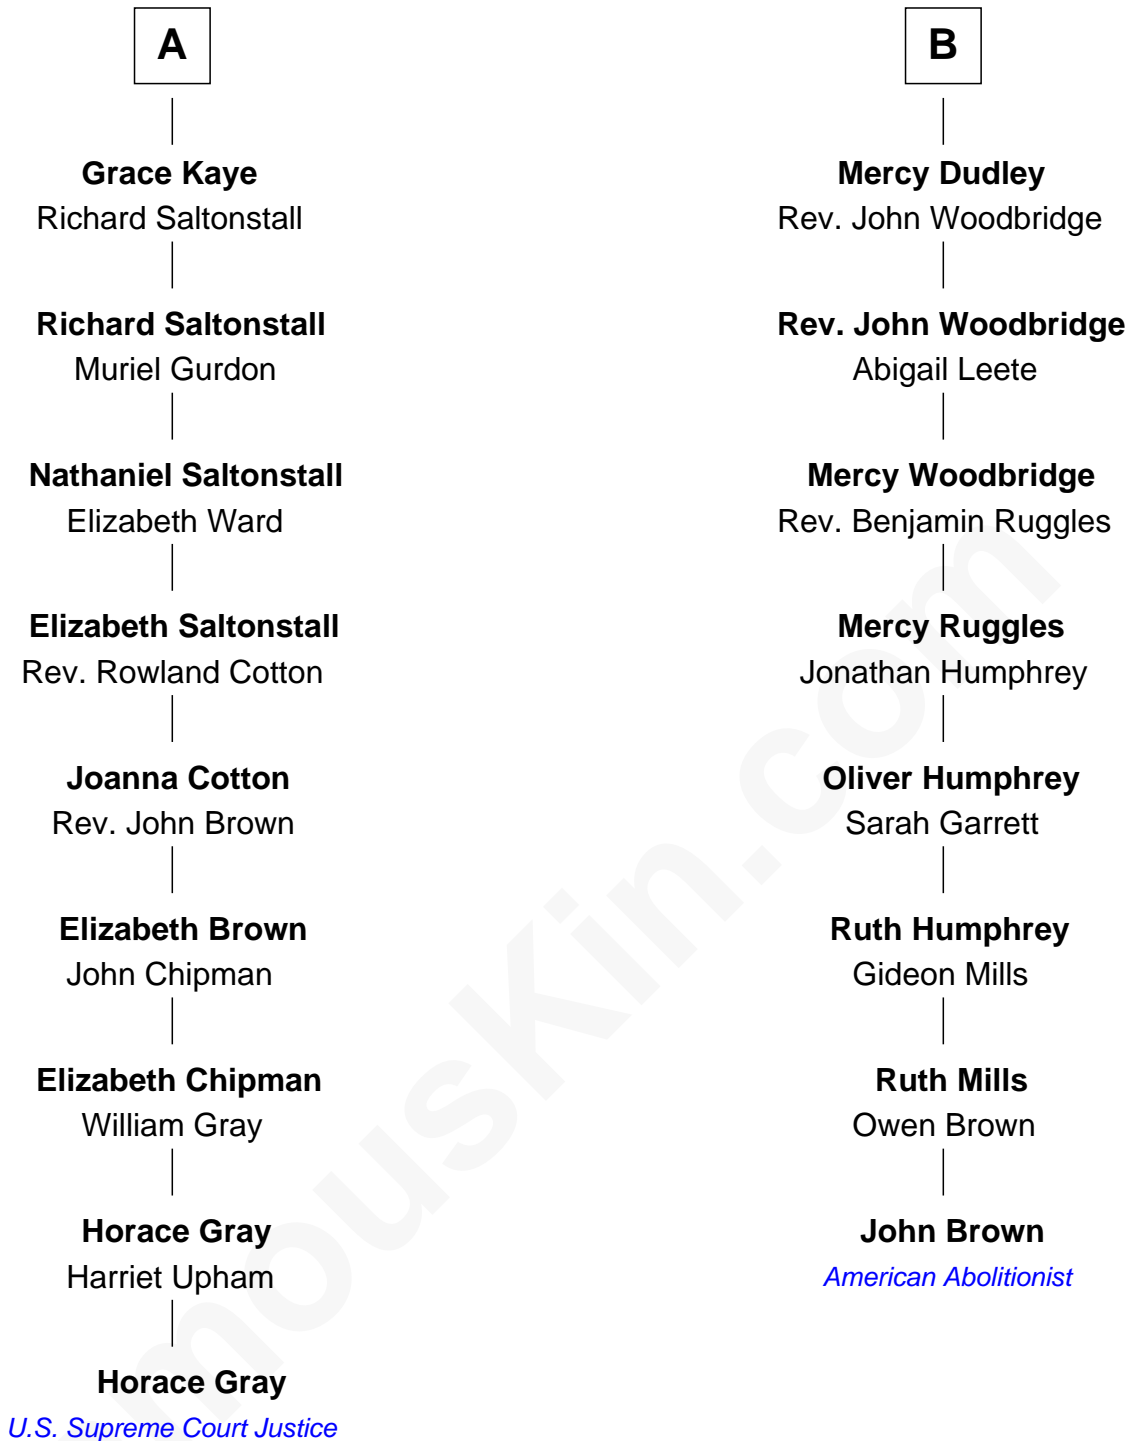 A
Grace Kaye
Richard Saltonstall
Richard Saltonstall
Muriel Gurdon
Nathaniel Saltonstall
Elizabeth Ward
Elizabeth Saltonstall
Rev. Rowland Cotton
Joanna Cotton
Rev. John Brown
Elizabeth Brown
John Chipman
Elizabeth Chipman
William Gray
Horace Gray
Harriet Upham
Horace Gray
U.S. Supreme Court Justice
B
Mercy Dudley
Rev. John Woodbridge
Rev. John Woodbridge
Abigail Leete
Mercy Woodbridge
Rev. Benjamin Ruggles
Mercy Ruggles
Jonathan Humphrey
Oliver Humphrey
Sarah Garrett
Ruth Humphrey
Gideon Mills
Ruth Mills
Owen Brown
John Brown
American Abolitionist
mousKin.com